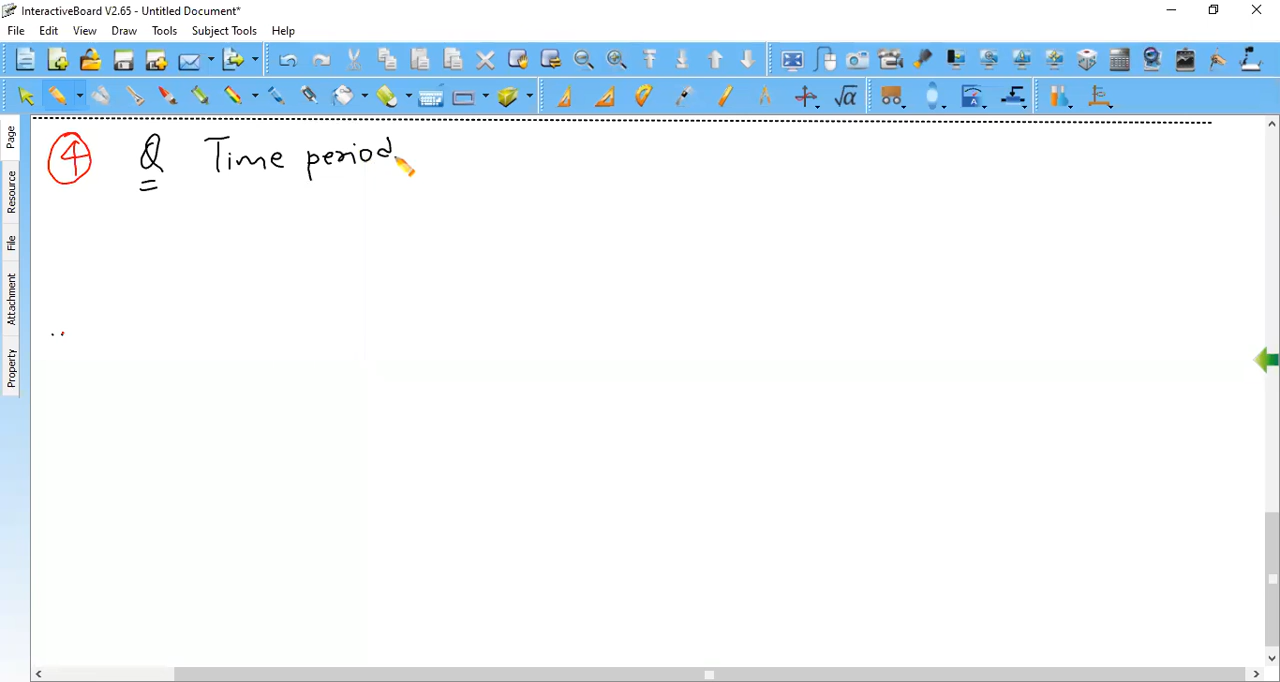 InteractiveBoard V2.65 - Untitled Document*
File Edit View Draw Tools Subject Tools Help
Page
Resource
File
Attachment
Property
4 Q Time period